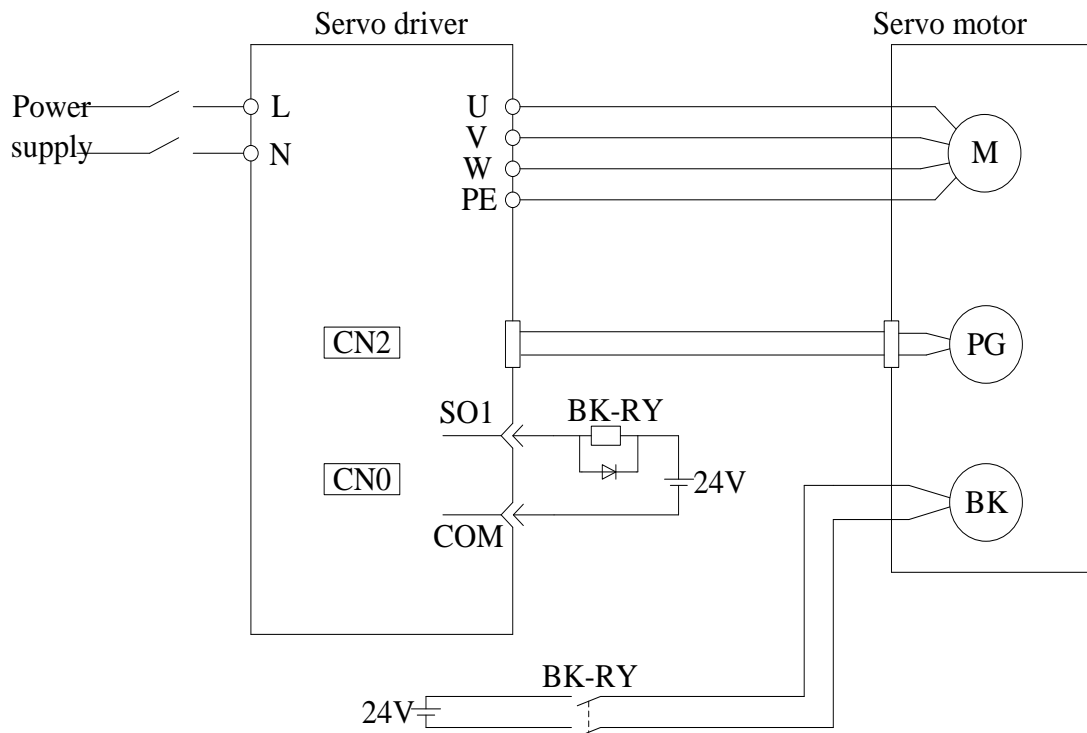 Servo driver
Servo motor
Power
supply
L
N
U
V
W
PE
M
CN2
PG
SO1
BK-RY
CN0
24V
COM
BK
BK-RY
24V